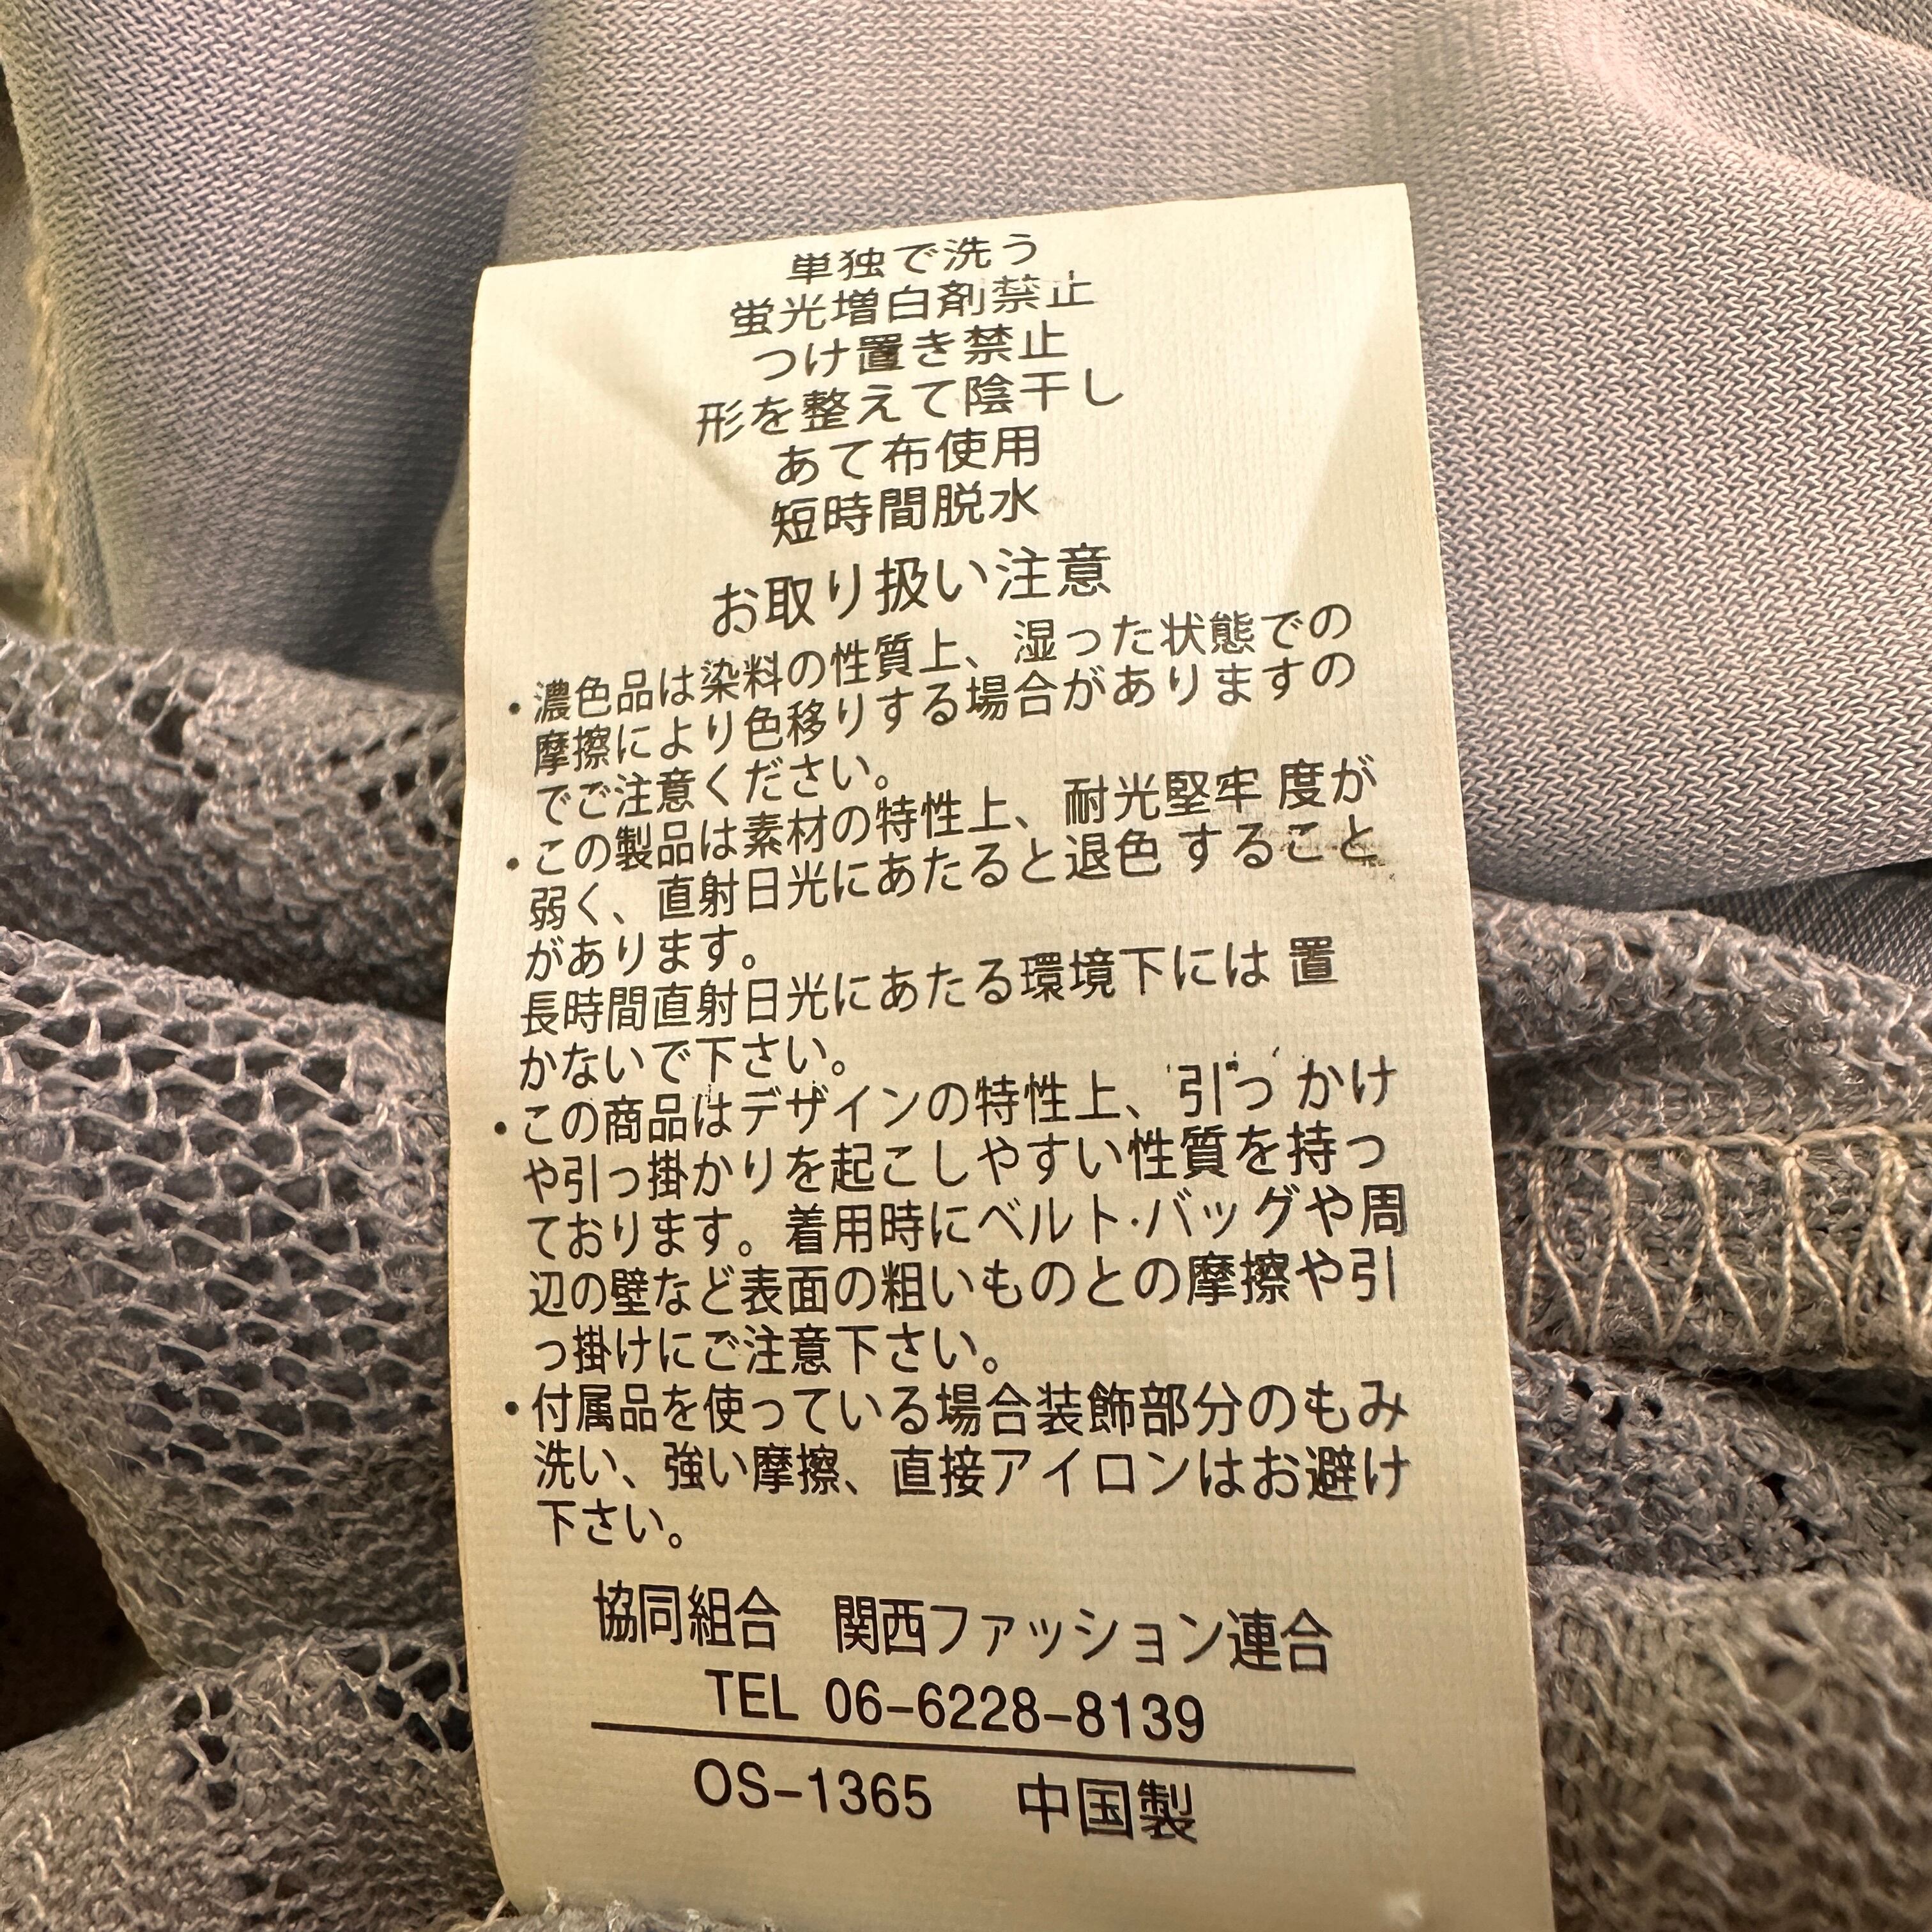 単独で洗う
蛍光増白剤禁止
つけ置き禁止
形を整えて陰干し
あて布使用
短時間脱水
お取り扱い注意
・濃色品は染料の性質上、湿った状態での
摩擦により色移りする場合がありますの
でご注意ください。
・この製品は素材の特性上、耐光堅牢 度が
弱く、直射日光にあたると退色 すること
があります。
長時間直射日光にあたる環境下には 置
かないで下さい。
・この商品はデザインの特性上、引っ かけ
や引っ掛かりを起こしやすい性質を持っ
ております。着用時にベルト・バッグや周
辺の壁など表面の粗いものとの摩擦や引
っ掛けにご注意下さい。
・付属品を使っている場合装飾部分のもみ
洗い、強い摩擦、直接アイロンはお避け
下さい。
協同組合　関西ファッション連合
TEL 06-6228-8139
OS-1365　中国製